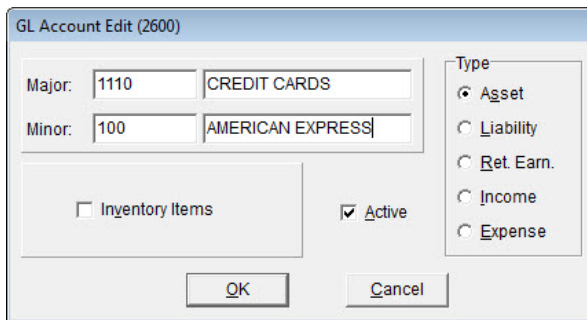 GL Account Edit (2600)
Major: 1110 CREDIT CARDS
Minor: 100 AMERICAN EXPRESS
Inventory Items
Active
Type
Asset
Liability
Ret. Earn.
Income
Expense
OK Cancel